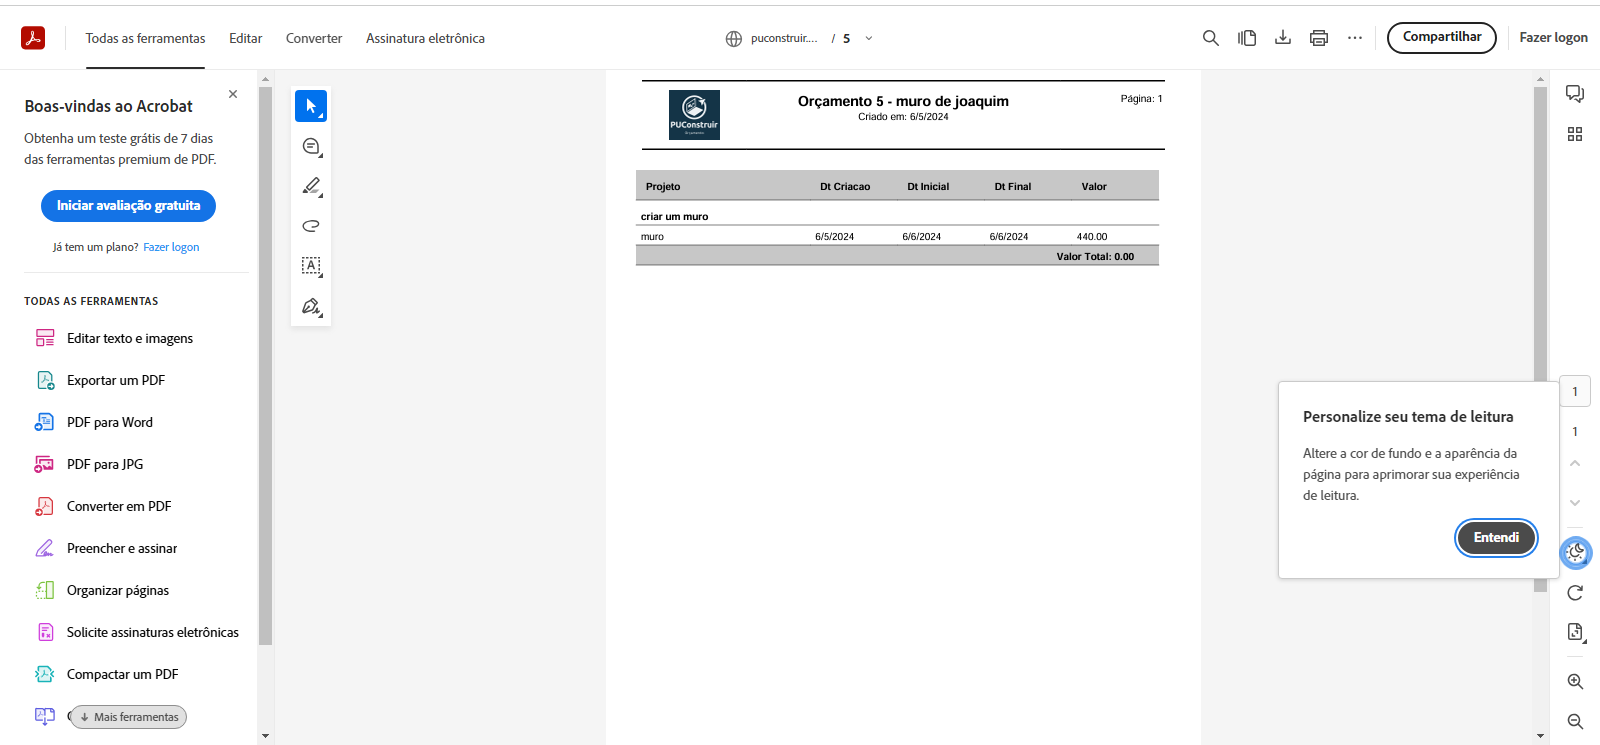 Todas as ferramentas
Editar
Converter
Assinatura eletrônica
puconstruir.... / 5
Compartilhar
Fazer logon
Boas-vindas ao Acrobat
Obtenha um teste grátis de 7 dias
das ferramentas premium de PDF.
Iniciar avaliação gratuita
Já tem um plano? Fazer logon
TODAS AS FERRAMENTAS
Editar texto e imagens
Exportar um PDF
PDF para Word
PDF para JPG
Converter em PDF
Preencher e assinar
Organizar páginas
Solicite assinaturas eletrônicas
Compactar um PDF
Mais ferramentas
PUConstruir
Orçamento 5 - muro de joaquim
Criado em: 6/5/2024
Página: 1
Projeto Dt Criacao Dt Inicial Dt Final Valor
criar um muro
muro 6/5/2024 6/6/2024 6/6/2024 440.00
Valor Total: 0.00
Personalize seu tema de leitura
Altere a cor de fundo e a aparência da
página para aprimorar sua experiência
de leitura.
Entendi
1
1